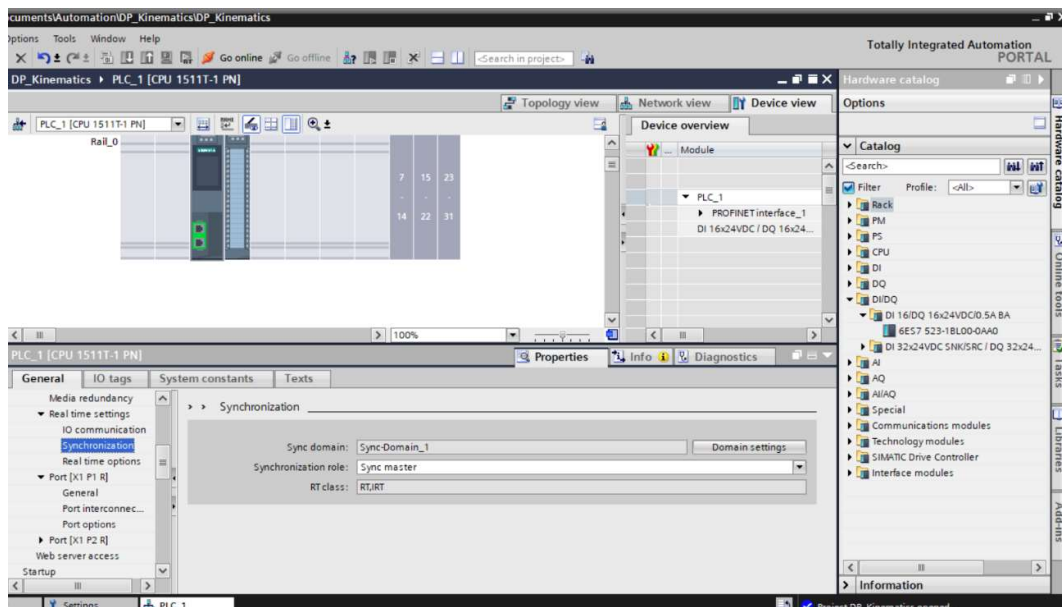 cuments\Automation\DP_Kinematics\DP_Kinematics
Options Tools Window Help
Go online Go offline <Search in project>
Totally Integrated Automation
PORTAL
DP_Kinematics PLC_1 [CPU 1511T-1 PN]
Hardware catalog
Topology view Network view Device view
Options
PLC_1 [CPU 1511T-1 PN]
Device overview
Rail_0
... Module
7 15 23
- - -
14 22 31
PLC_1
PROFINET interface_1
DI 16x24VDC / DQ 16x24...
100%
Catalog
<Search>
Filter Profile: <All>
Rack
PM
PS
CPU
DI
DQ
DI/DQ
DI 16/DQ 16x24VDC/0.5A BA
6ES7 523-1BL00-0AA0
DI 32x24VDC SNK/SRC / DQ 32x24...
AI
AQ
AI/AQ
Special
Communications modules
Technology modules
SIMATIC Drive Controller
Interface modules
Information
Hardware catalog
Online tools
Tasks
Libraries
Add-ins
PLC_1 [CPU 1511T-1 PN]
Properties Info Diagnostics
General IO tags System constants Texts
Media redundancy
Real time settings
IO communication
Synchronization
Real time options
Port [X1 P1 R]
General
Port interconnec...
Port options
Port [X1 P2 R]
Web server access
Startup
> > Synchronization
Sync domain: Sync-Domain_1 Domain settings
Synchronization role: Sync master
RT class: RT,IRT
Settings PLC_1
Project DP_Kinematics opened